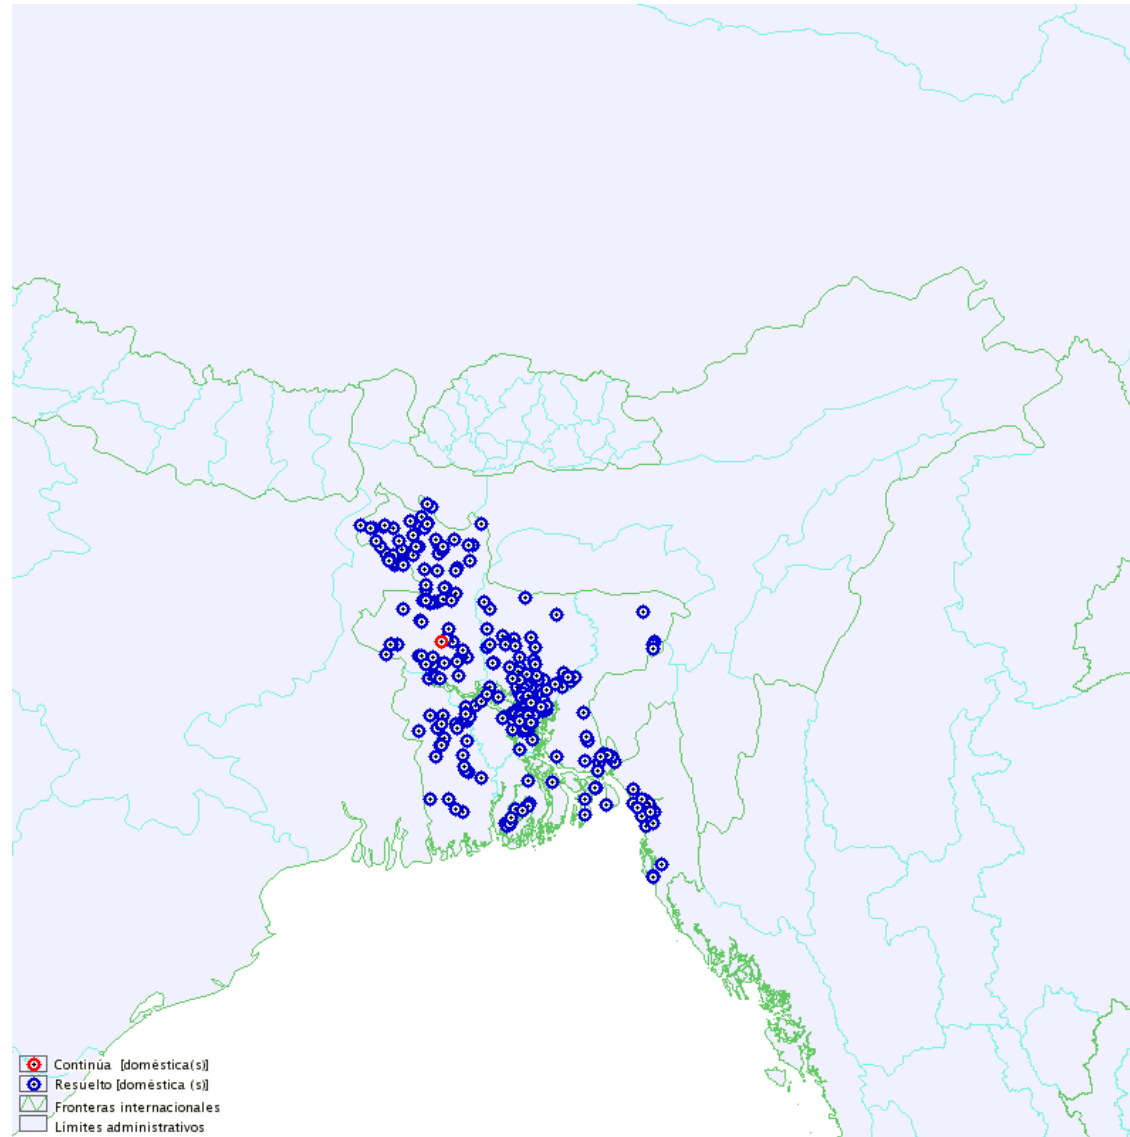 Continúa [doméstica(s)]
Resuelto [doméstica (s)]
Fronteras internacionales
Límites administrativos